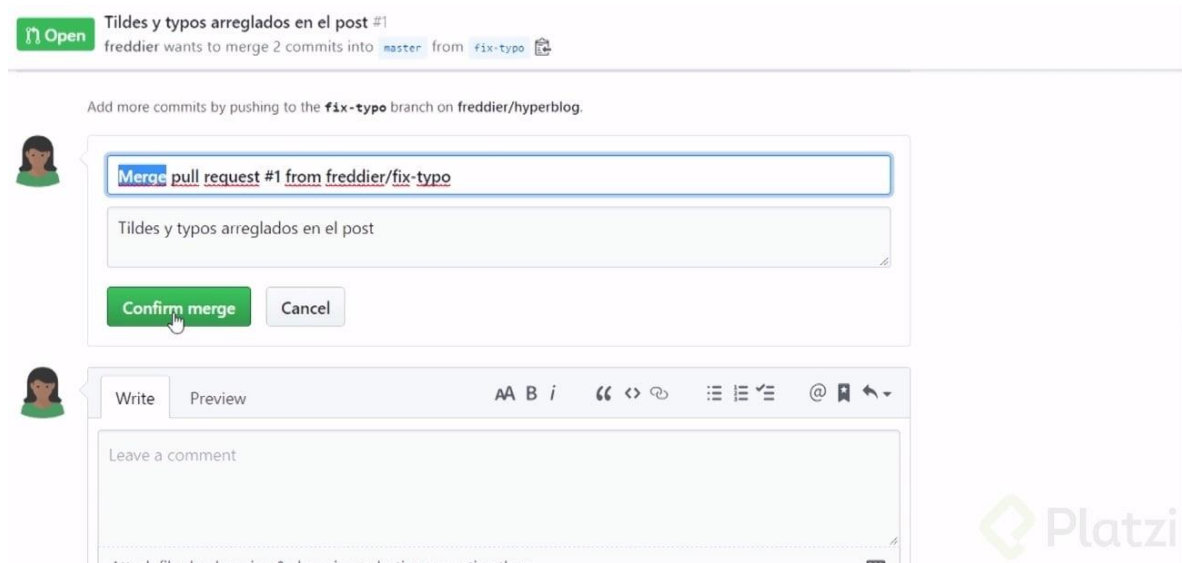 Open
Tildes y typos arreglados en el post #1
freddier wants to merge 2 commits into master from fix-typo
Add more commits by pushing to the fix-typo branch on freddier/hyperblog.
Merge pull request #1 from freddier/fix-typo
Tildes y typos arreglados en el post
Confirm merge Cancel
Write Preview
AA B i
Leave a comment
Platzi